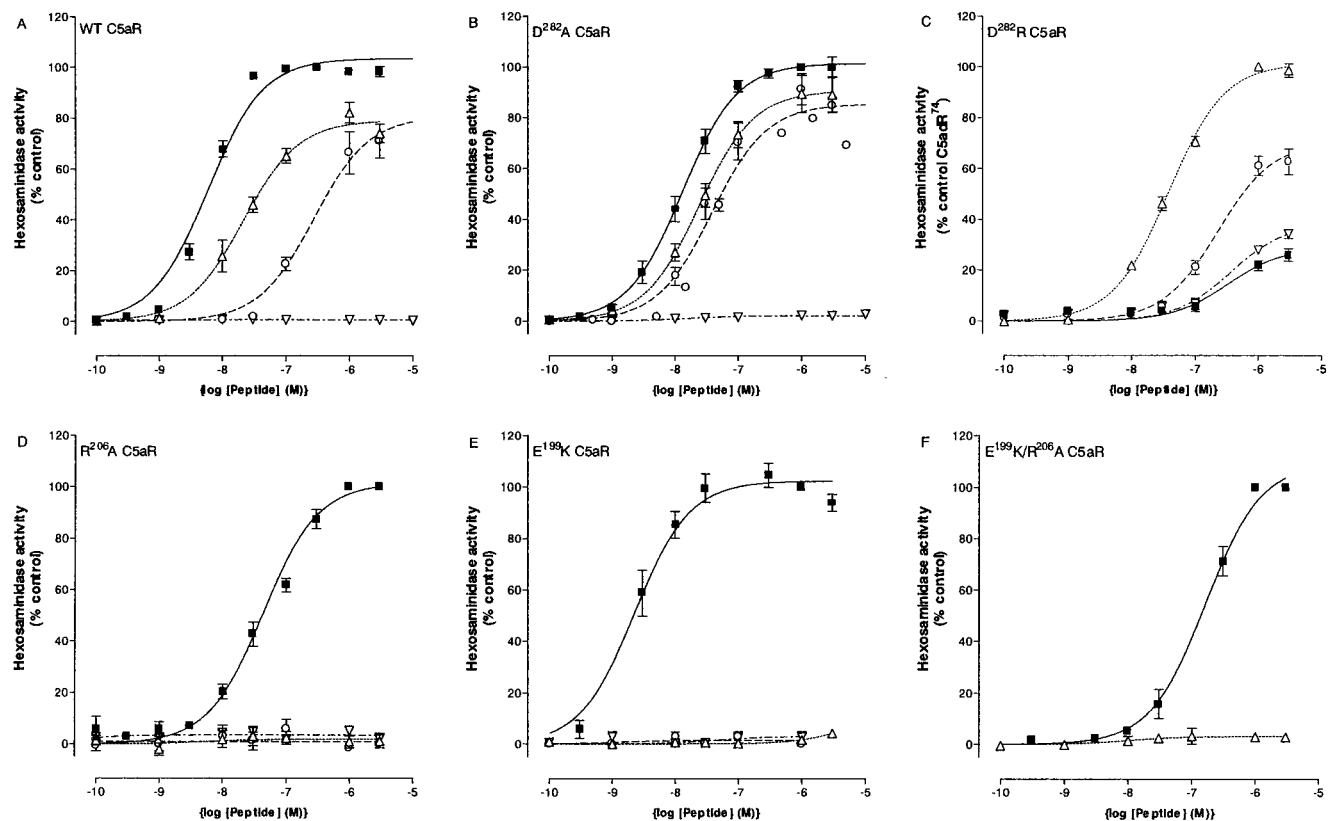 A
WT C5aR
120
100
80
60
40
20
0
Hexosaminidase activity
(% control)
-10 -9 -8 -7 -6 -5
{log [Peptide] (M)}
B
D282A C5aR
120
100
80
60
40
20
0
Hexosaminidase activity
(% control)
-10 -9 -8 -7 -6 -5
{log [Peptide] (M)}
C
D282R C5aR
120
100
80
60
40
20
0
Hexosaminidase activity
(% control C5adR74)
-10 -9 -8 -7 -6 -5
{log [Peptide] (M)}
D
R206A C5aR
120
100
80
60
40
20
0
Hexosaminidase activity
(% control)
-10 -9 -8 -7 -6 -5
{log [Peptide] (M)}
E
E199K C5aR
120
100
80
60
40
20
0
Hexosaminidase activity
(% control)
-10 -9 -8 -7 -6 -5
{log [Peptide] (M)}
F
E199K/R206A C5aR
120
100
80
60
40
20
0
Hexosaminidase activity
(% control)
-10 -9 -8 -7 -6 -5
{log [Peptide] (M)}